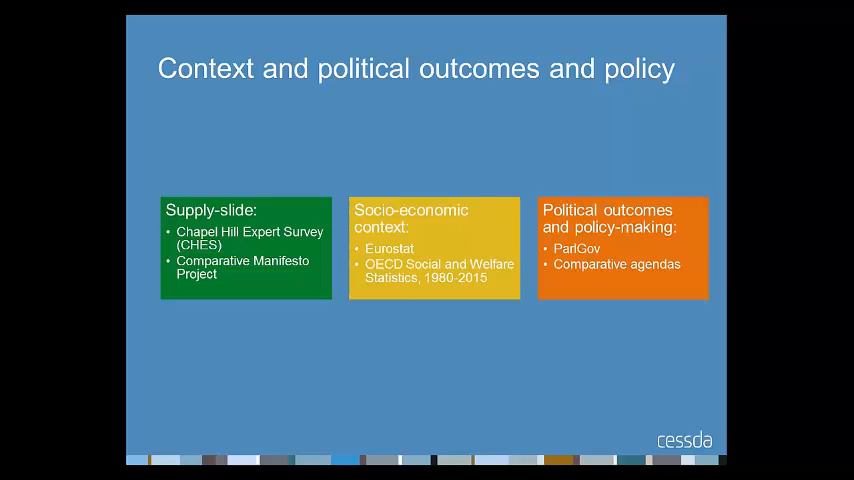 Context and political outcomes and policy
Supply-slide:
• Chapel Hill Expert Survey
(CHES)
• Comparative Manifesto
Project
Socio-economic
context:
• Eurostat
• OECD Social and Welfare
Statistics, 1980-2015
Political outcomes
and policy-making:
• ParlGov
• Comparative agendas
cessda